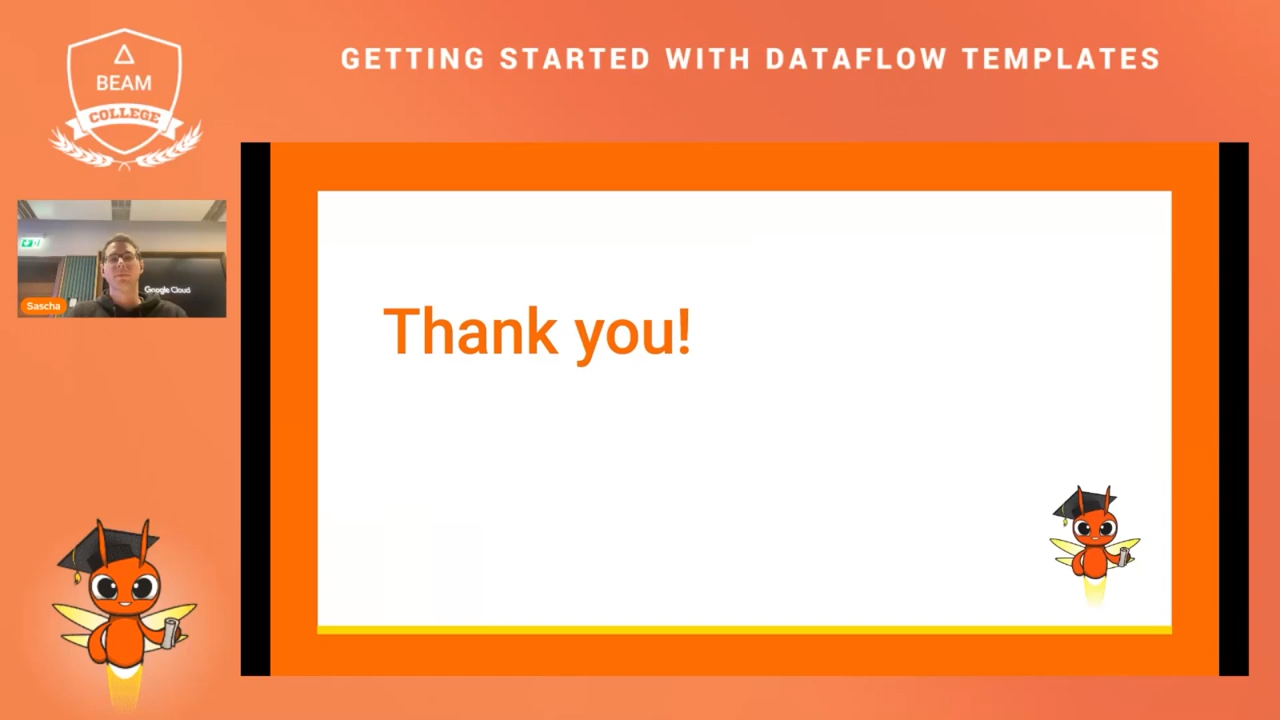 GETTING STARTED WITH DATAFLOW TEMPLATES
BEAM
COLLEGE
Google Cloud
Sascha
Thank you!